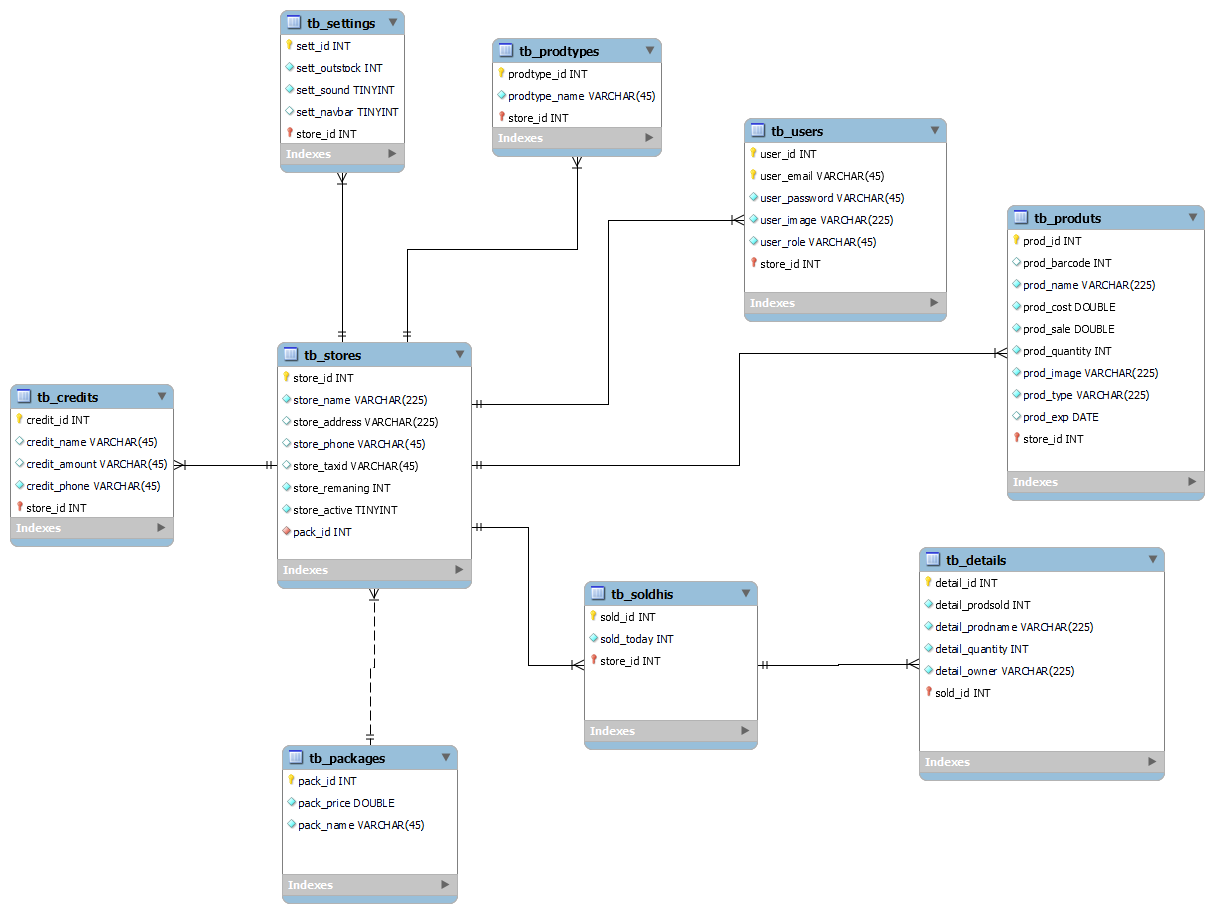 tb_settings
sett_id INT
sett_outstock INT
sett_sound TINYINT
sett_navbar TINYINT
store_id INT
Indexes
tb_prodtypes
prodtype_id INT
prodtype_name VARCHAR(45)
store_id INT
Indexes
tb_users
user_id INT
user_email VARCHAR(45)
user_password VARCHAR(45)
user_image VARCHAR(225)
user_role VARCHAR(45)
store_id INT
Indexes
tb_produts
prod_id INT
prod_barcode INT
prod_name VARCHAR(225)
prod_cost DOUBLE
prod_sale DOUBLE
prod_quantity INT
prod_image VARCHAR(225)
prod_type VARCHAR(225)
prod_exp DATE
store_id INT
Indexes
tb_stores
store_id INT
store_name VARCHAR(225)
store_address VARCHAR(225)
store_phone VARCHAR(45)
store_taxid VARCHAR(45)
store_remaning INT
store_active TINYINT
pack_id INT
Indexes
tb_credits
credit_id INT
credit_name VARCHAR(45)
credit_amount VARCHAR(45)
credit_phone VARCHAR(45)
store_id INT
Indexes
tb_soldhis
sold_id INT
sold_today INT
store_id INT
Indexes
tb_details
detail_id INT
detail_prodsold INT
detail_prodname VARCHAR(225)
detail_quantity INT
detail_owner VARCHAR(225)
sold_id INT
Indexes
tb_packages
pack_id INT
pack_price DOUBLE
pack_name VARCHAR(45)
Indexes